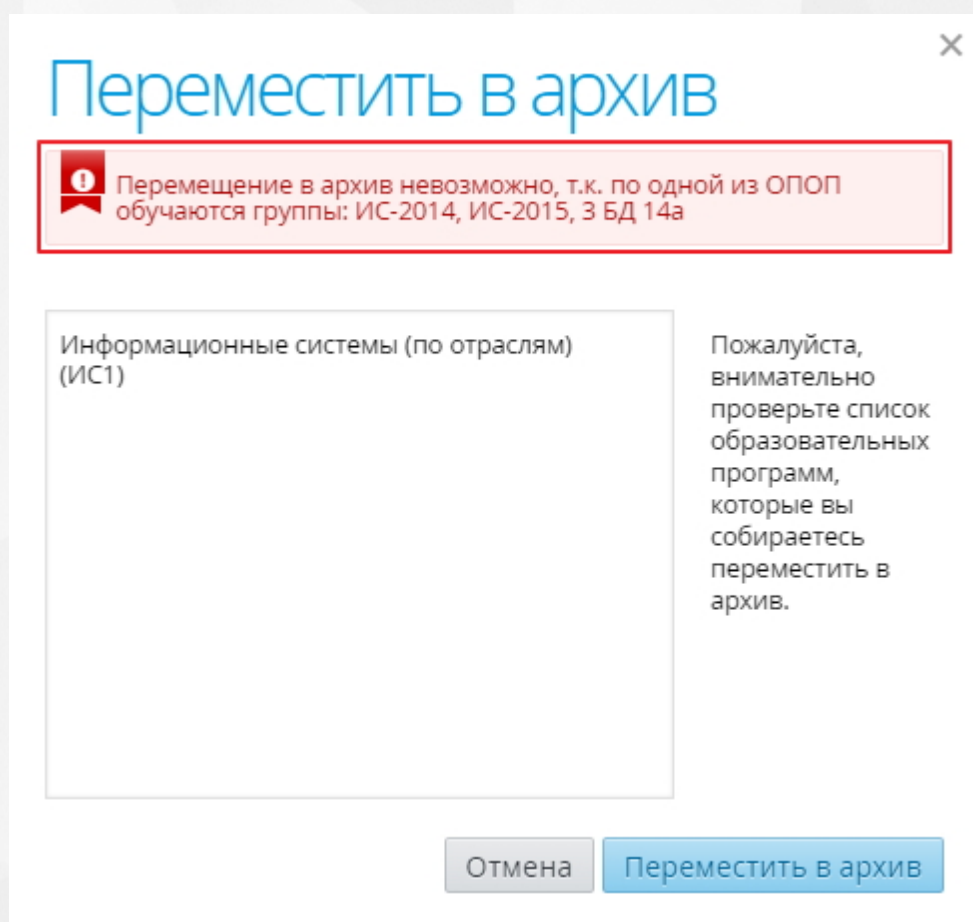 Переместить в архив
Перемещение в архив невозможно, т.к. по одной из ОПОП
обучаются группы: ИС-2014, ИС-2015, 3 БД 14а
Информационные системы (по отраслям)
(ИС1)
Пожалуйста,
внимательно
проверьте список
образовательных
программ,
которые вы
собираетесь
переместить в
архив.
Отмена
Переместить в архив